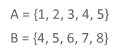 A = {1, 2, 3, 4, 5}
B = {4, 5, 6, 7, 8}